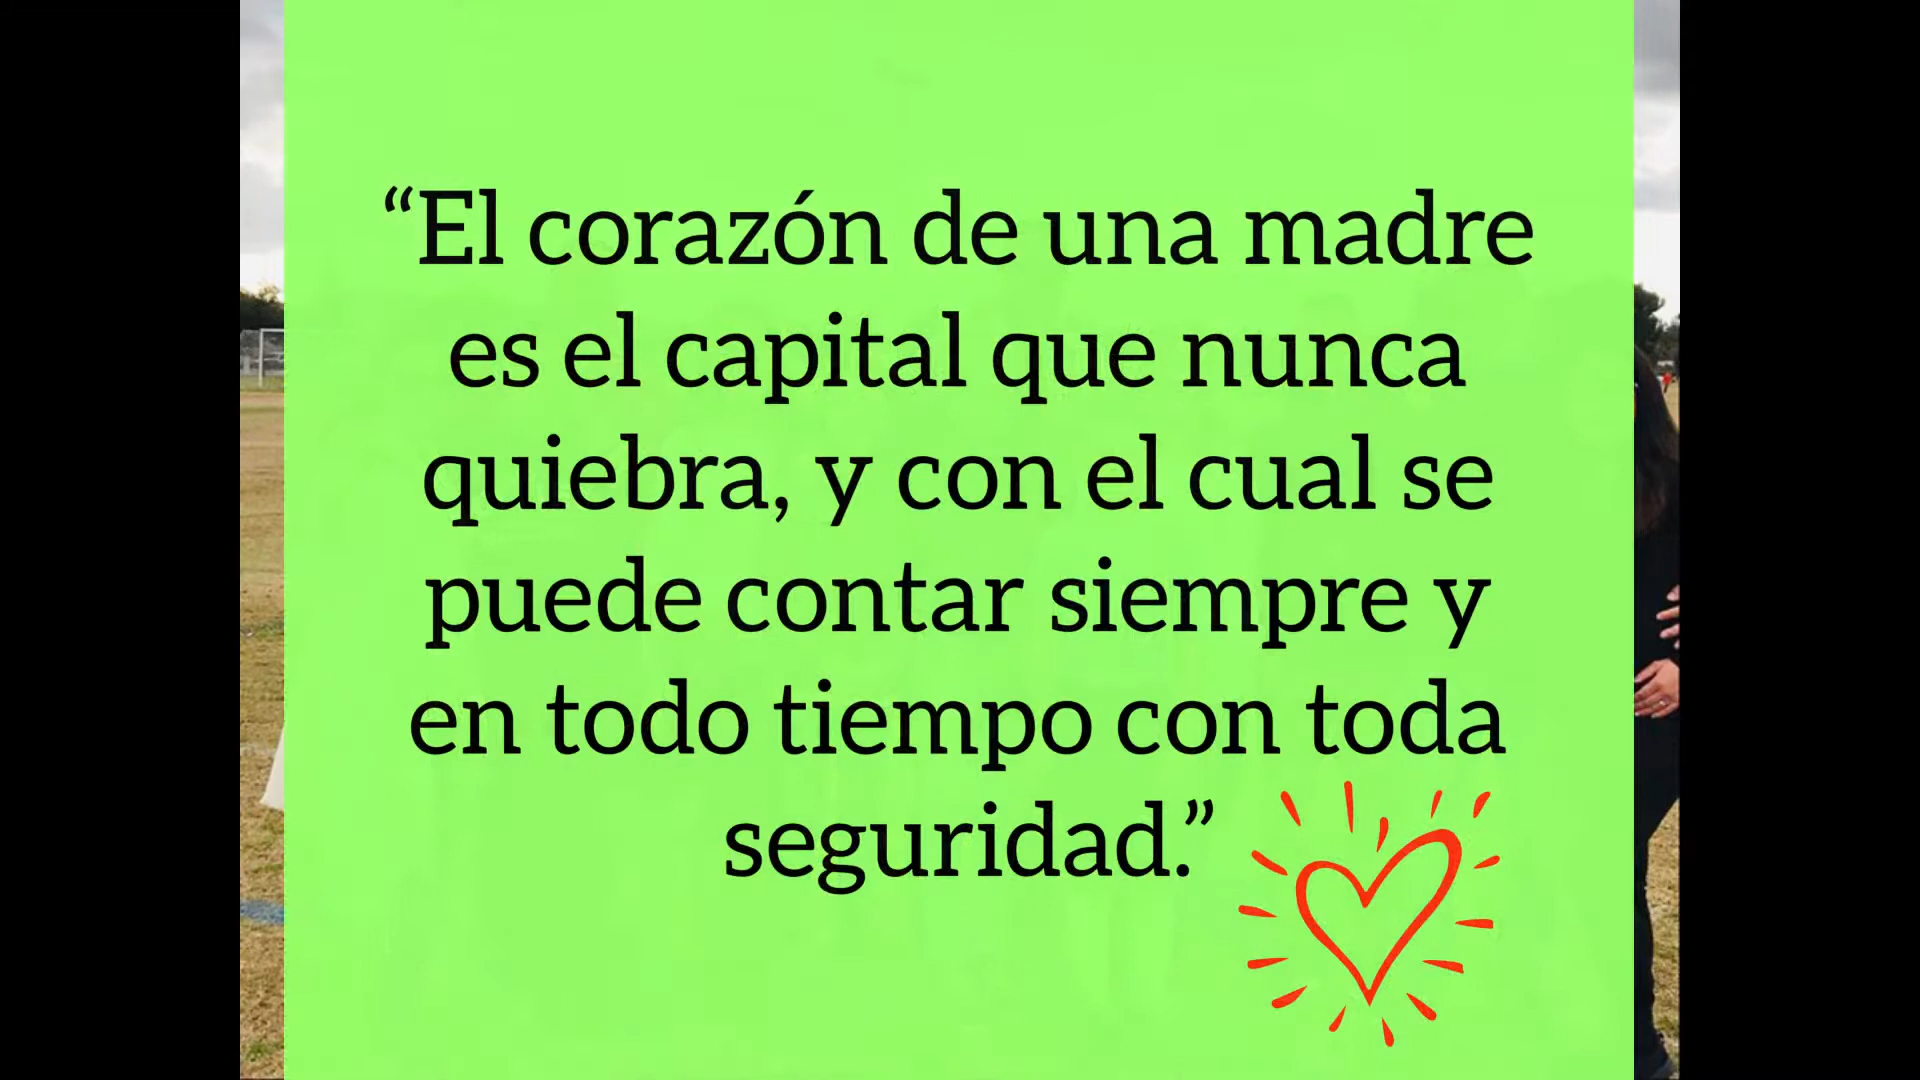 “El corazón de una madre
es el capital que nunca
quiebra, y con el cual se
puede contar siempre y
en todo tiempo con toda
seguridad.”